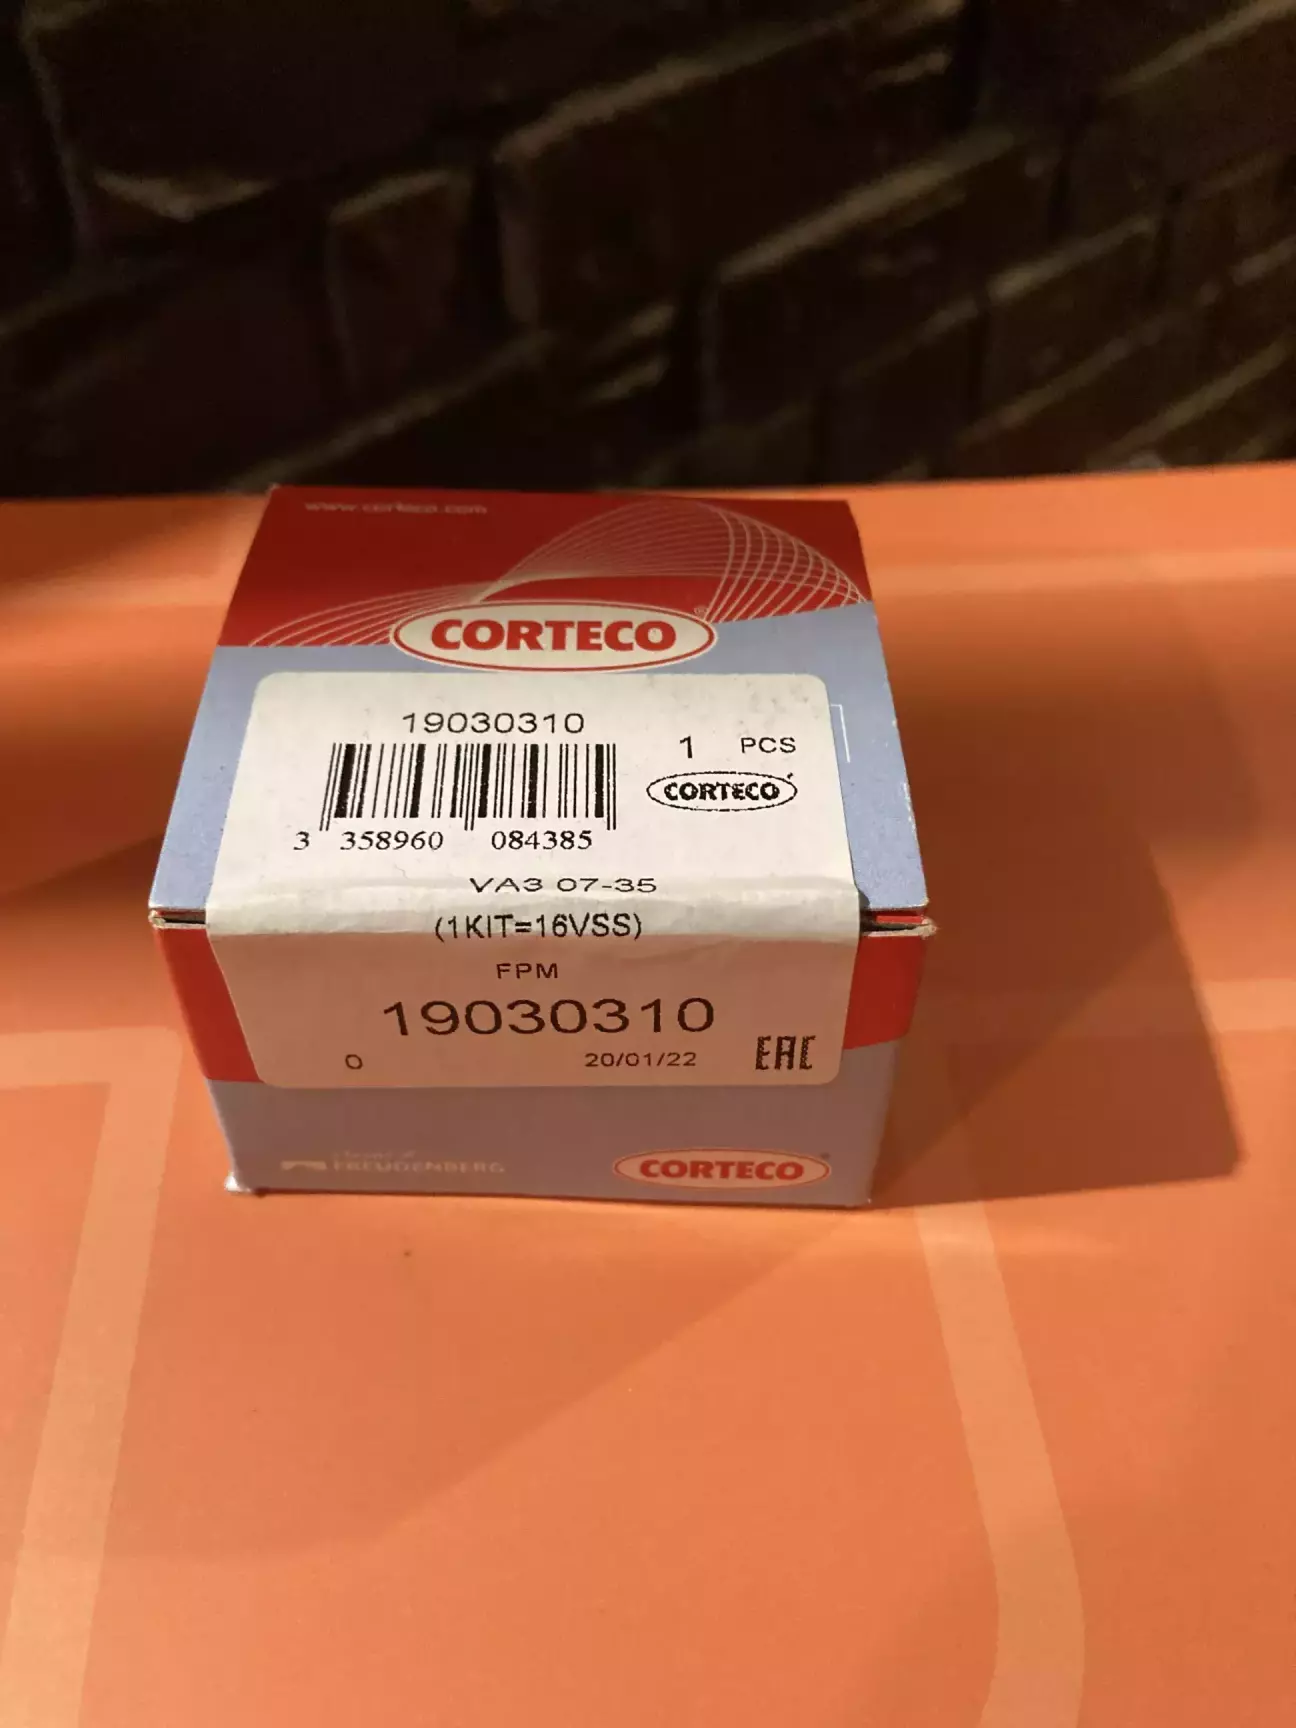 www.corteco.com
CORTECO®
19030310
1 PCS
CORTECO
3 358960 084385
VA3 07-35
(1KIT=16VSS)
FPM
19030310
0 20/01/22 EAC
FREUDENBERG
CORTECO